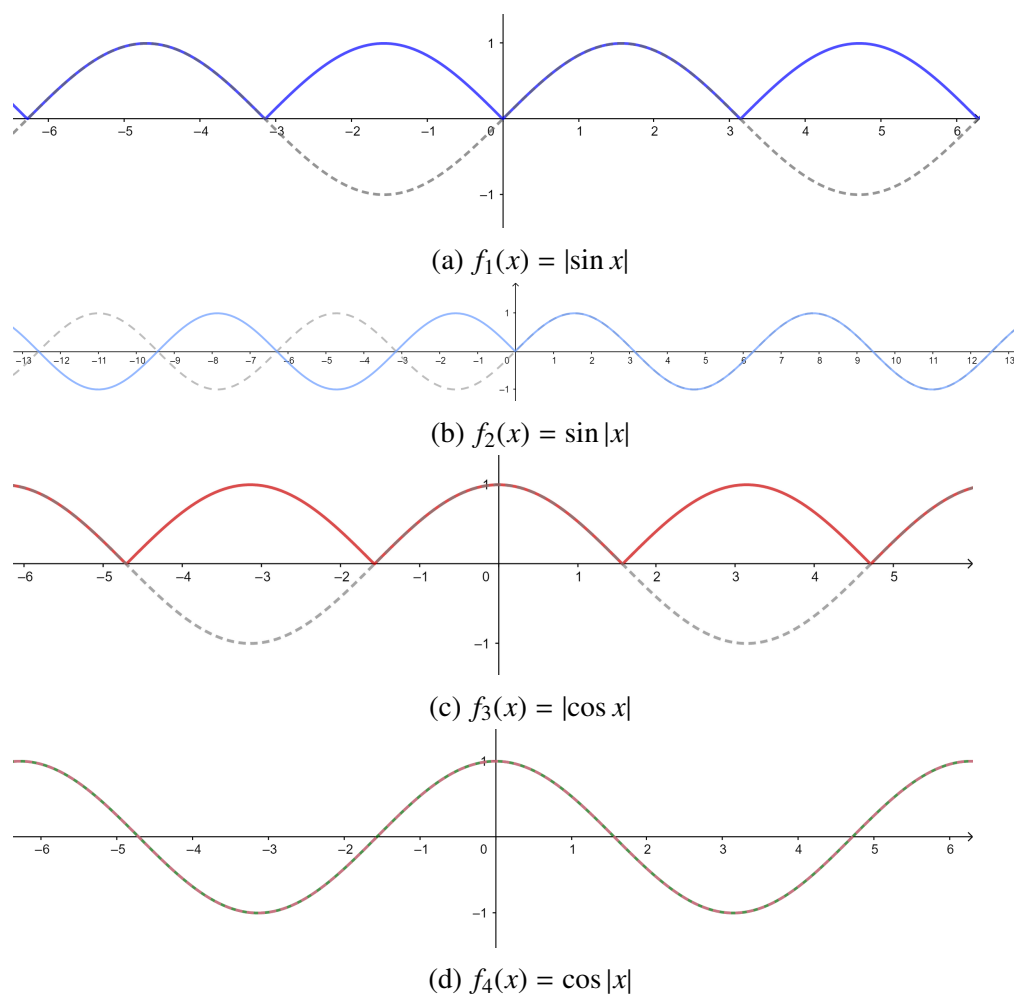 1
−6 −5 −4 −3 −2 −1 0 1 2 3 4 5 6
−1
(a) f₁(x) = |sin x|
1
−13 −12 −11 −10 −9 −8 −7 −6 −5 −4 −3 −2 −1 0 1 2 3 4 5 6 7 8 9 10 11 12 13
−1
(b) f₂(x) = sin |x|
1
−6 −5 −4 −3 −2 −1 0 1 2 3 4 5
−1
(c) f₃(x) = |cos x|
1
−6 −5 −4 −3 −2 −1 0 1 2 3 4 5 6
−1
(d) f₄(x) = cos |x|